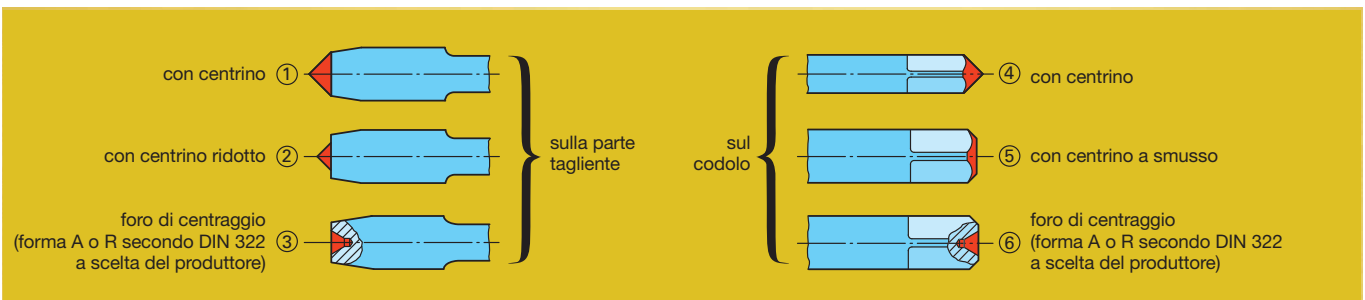 con centrino ①
con centrino ridotto ②
foro di centraggio
(forma A o R secondo DIN 322 ③
a scelta del produttore)
sulla parte
tagliente
sul
codolo
④ con centrino
⑤ con centrino a smusso
foro di centraggio
⑥ (forma A o R secondo DIN 322
a scelta del produttore)